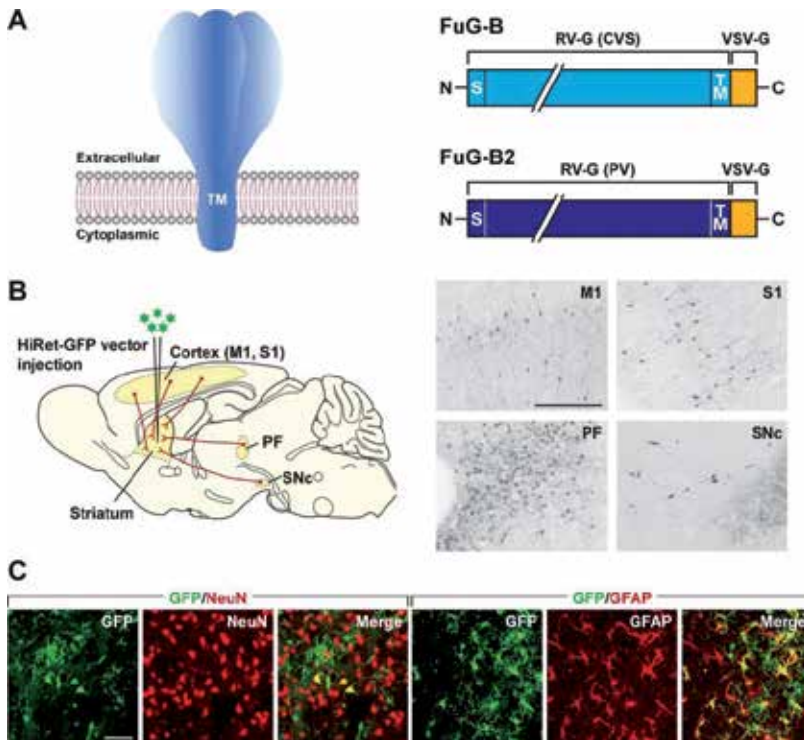 A
Extracellular
TM
Cytoplasmic
FuG-B
RV-G (CVS) VSV-G
N S TM C
FuG-B2
RV-G (PV) VSV-G
N S TM C
B
HiRet-GFP vector
injection
Cortex (M1, S1)
PF
SNc
Striatum
M1 S1
PF SNc
C
GFP/NeuN GFP/GFAP
GFP NeuN Merge GFP GFAP Merge